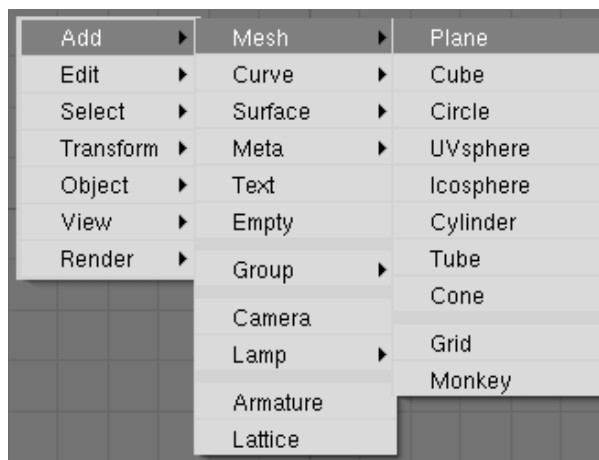 Add
Edit
Select
Transform
Object
View
Render
Mesh
Curve
Surface
Meta
Text
Empty
Group
Camera
Lamp
Armature
Lattice
Plane
Cube
Circle
UVsphere
Icosphere
Cylinder
Tube
Cone
Grid
Monkey